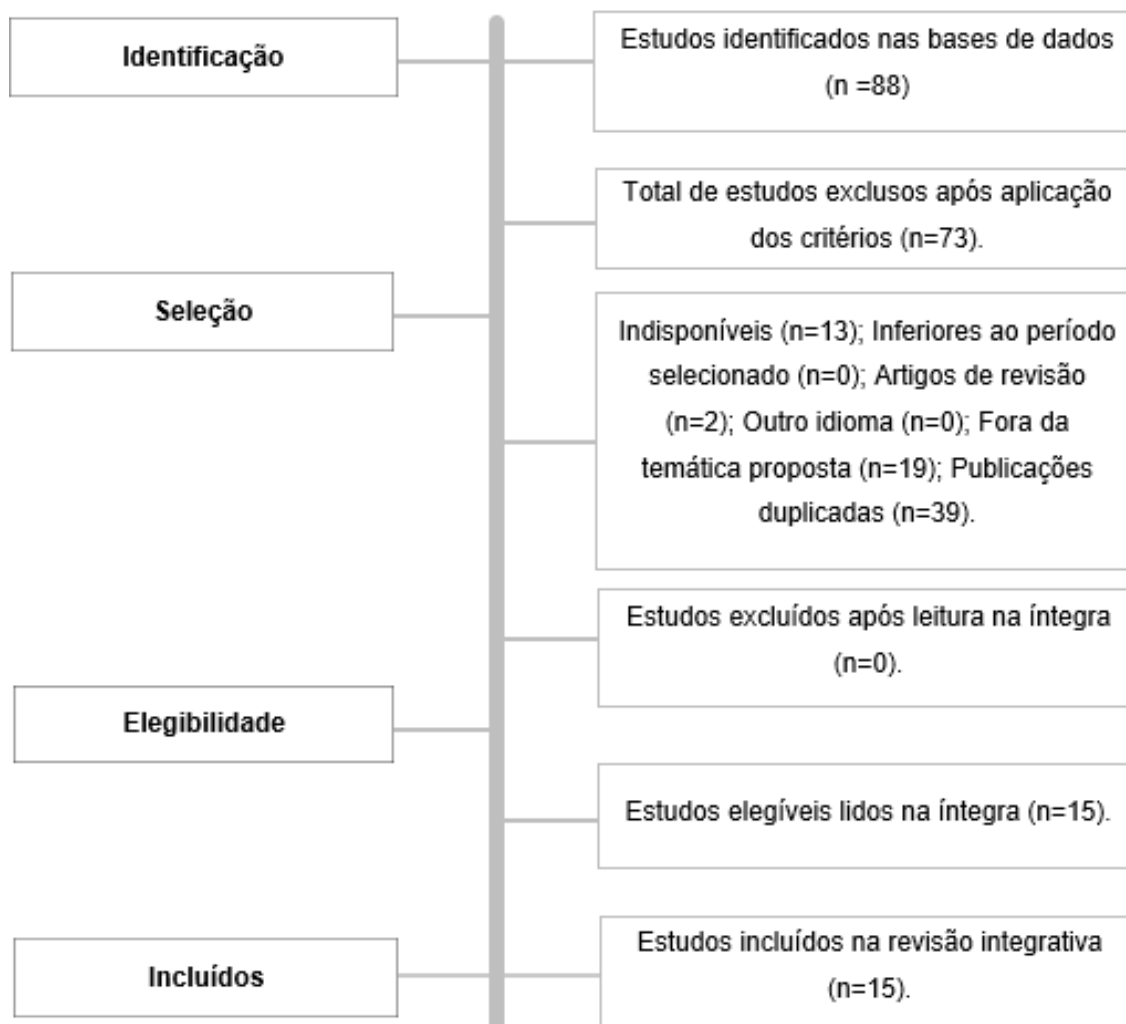 Identificação
Estudos identificados nas bases de dados
(n =88)
Total de estudos exclusos após aplicação
dos critérios (n=73).
Seleção
Indisponíveis (n=13); Inferiores ao período
selecionado (n=0); Artigos de revisão
(n=2); Outro idioma (n=0); Fora da
temática proposta (n=19); Publicações
duplicadas (n=39).
Estudos excluídos após leitura na íntegra
(n=0).
Elegibilidade
Estudos elegíveis lidos na íntegra (n=15).
Incluídos
Estudos incluídos na revisão integrativa
(n=15).